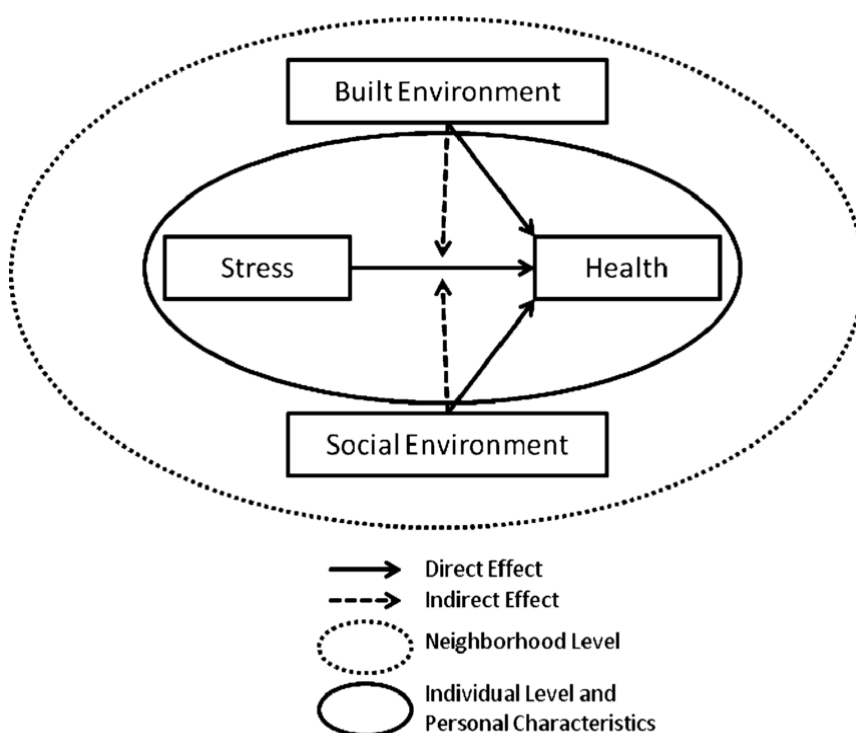 Built Environment
Stress
Health
Social Environment
Direct Effect
Indirect Effect
Neighborhood Level
Individual Level and
Personal Characteristics